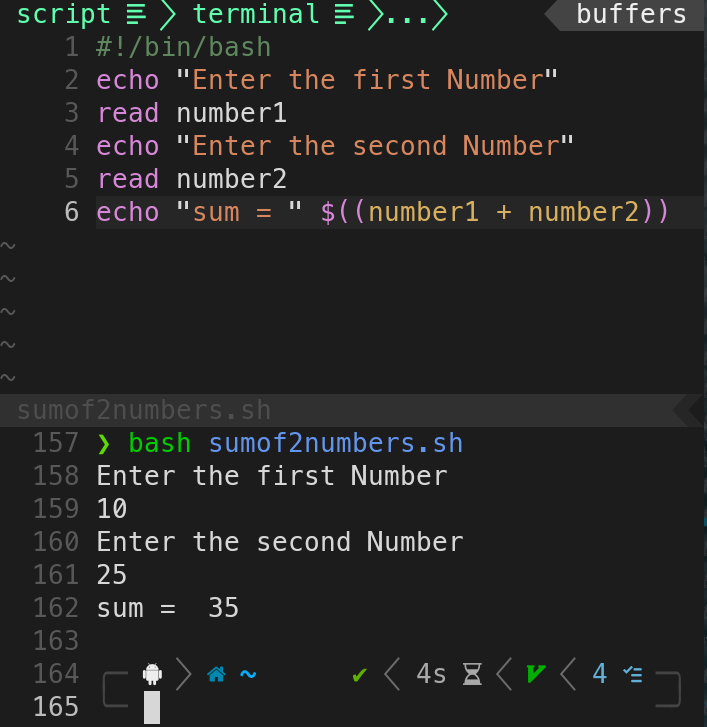 script terminal ... buffers
1 #!/bin/bash
2 echo "Enter the first Number"
3 read number1
4 echo "Enter the second Number"
5 read number2
6 echo "sum = " $((number1 + number2))
~
~
~
~
~
sumof2numbers.sh
157 ❯ bash sumof2numbers.sh
158 Enter the first Number
159 10
160 Enter the second Number
161 25
162 sum =  35
163
164 ~ ✔ 4s 4
165